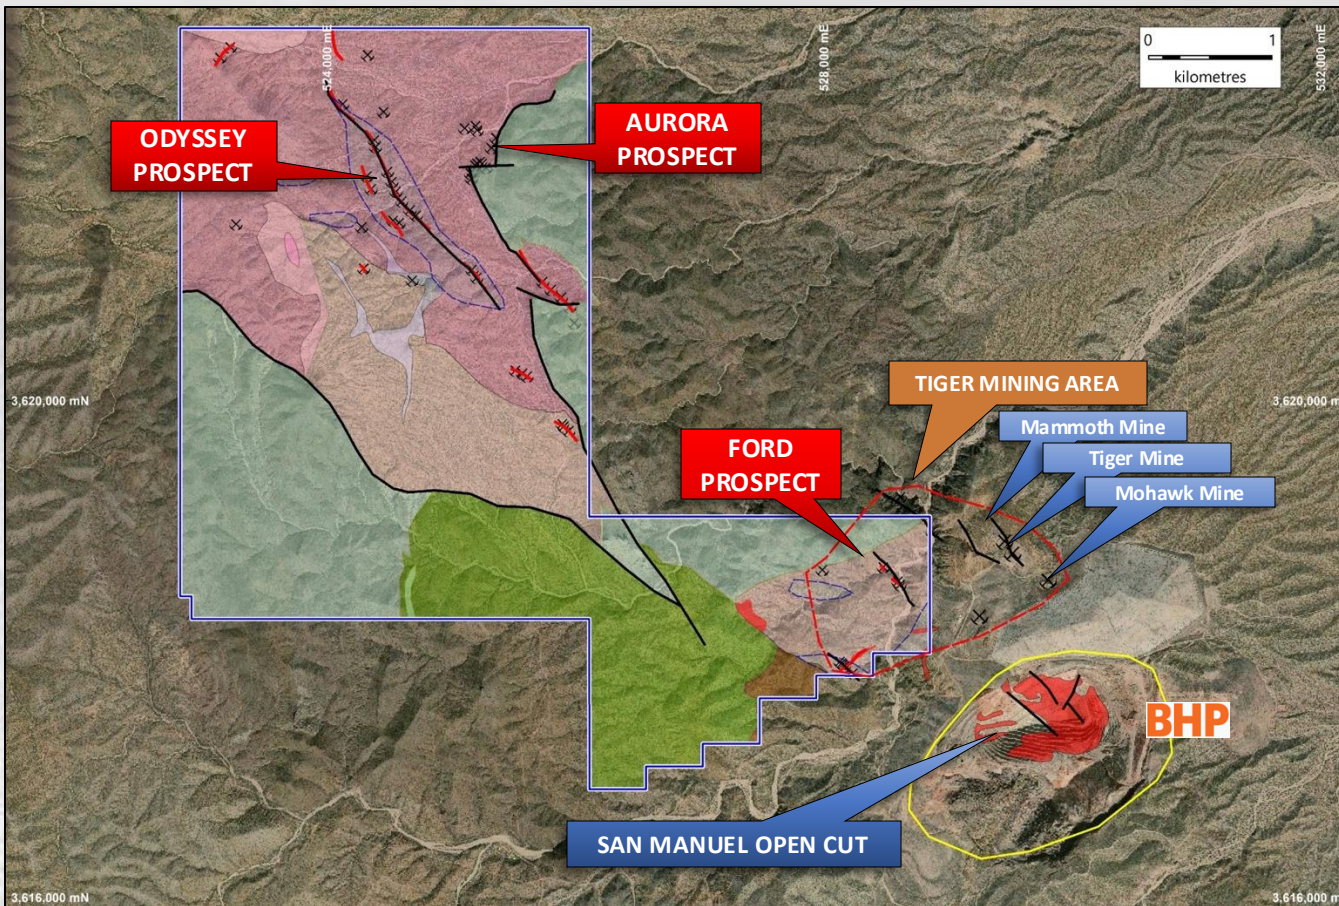 524,000 mE
528,000 mE
532,000 mE
0 1
kilometres
ODYSSEY
PROSPECT
AURORA
PROSPECT
3,620,000 mN
3,620,000 m
TIGER MINING AREA
Mammoth Mine
Tiger Mine
Mohawk Mine
FORD
PROSPECT
BHP
SAN MANUEL OPEN CUT
3,616,000 mN
3,616,000 m